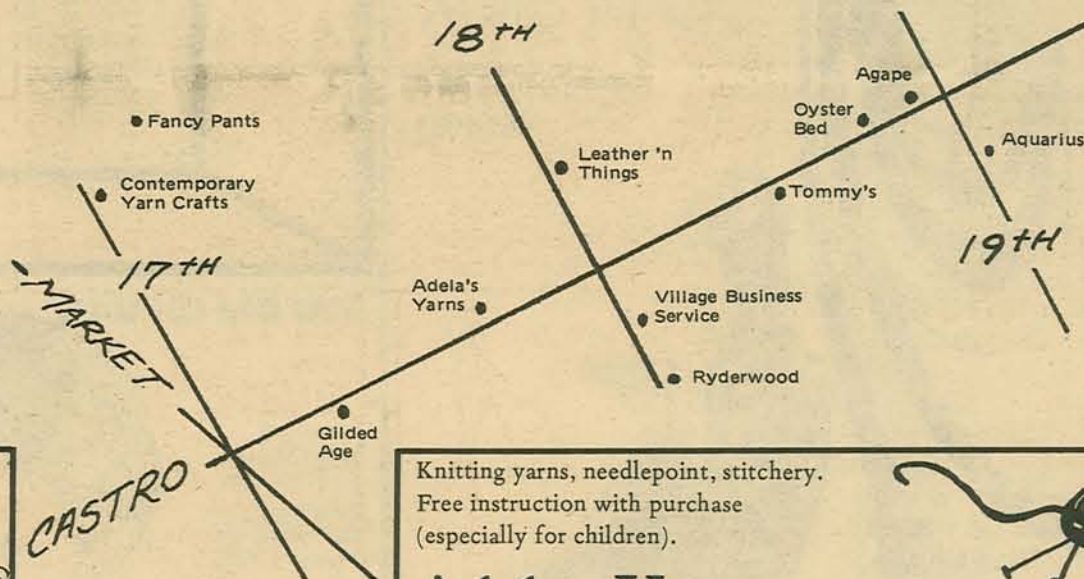 18TH
Agape
Oyster
Bed
Aquarius
Fancy Pants
Leather 'n
Things
Contemporary
Yarn Crafts
Tommy's
19TH
17TH
MARKET
Adela's
Yarns
Village Business
Service
Ryderwood
Gilded
Age
CASTRO
Knitting yarns, needlepoint, stitchery.
Free instruction with purchase
(especially for children).